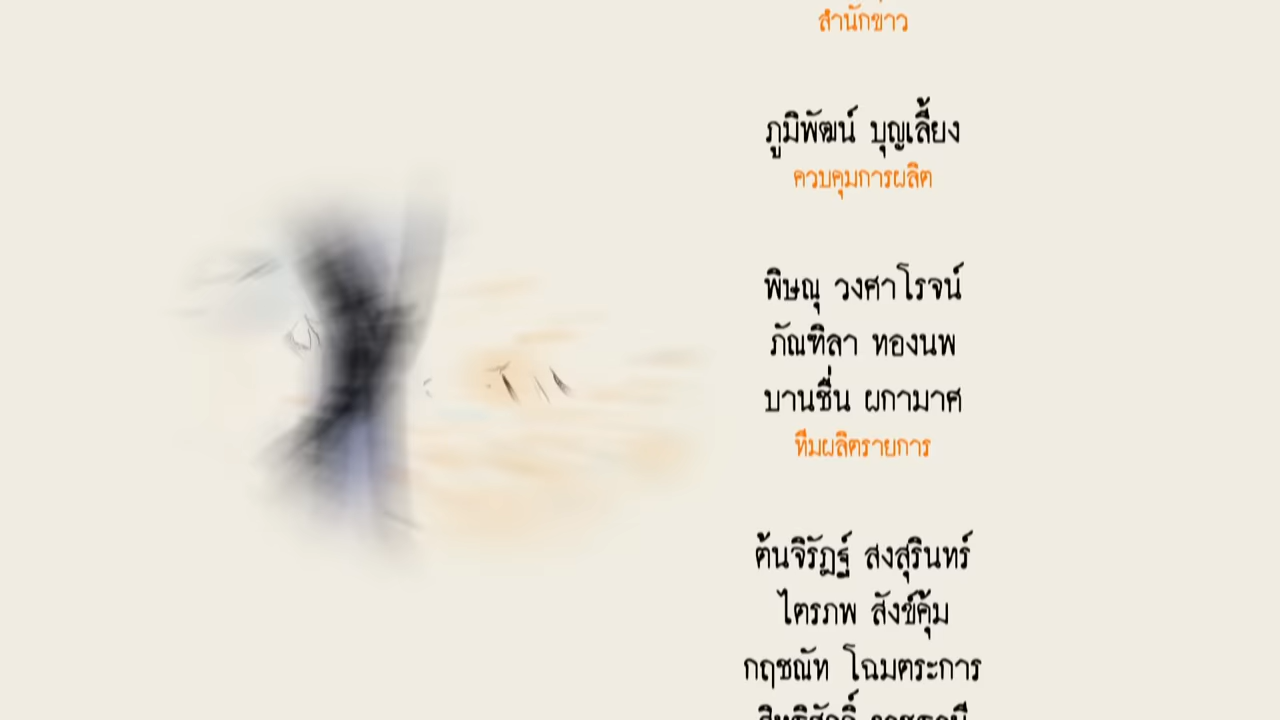 สำนักข่าว
ภูมิพัฒน์ บุญเลี้ยง
ควบคุมการผลิต
พิษณุ วงศาโรจน์
ภัณฑิลา ทองนพ
บานชื่น ผกามาศ
ทีมผลิตรายการ
ต้นจิรัฏฐ์ สงสุรินทร์
ไตรภพ สังข์คุ้ม
กฤชณัท โฉมตระการ